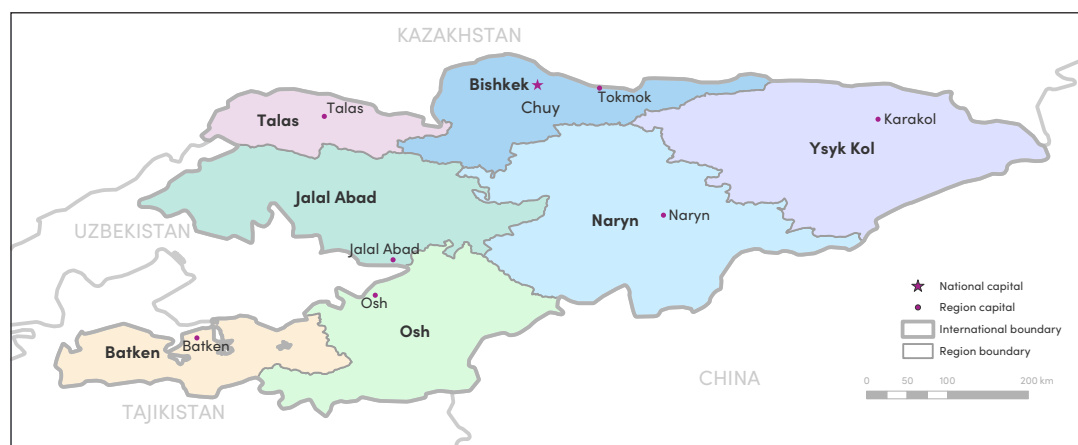 KAZAKHSTAN
Bishkek
Chuy
Tokmok
Talas
Talas
Karakol
Ysyk Kol
Jalal Abad
Naryn
Naryn
UZBEKISTAN
Jalal Abad
Osh
Osh
Batken
Batken
TAJIKISTAN
CHINA
National capital
Region capital
International boundary
Region boundary
0 50 100 200 km